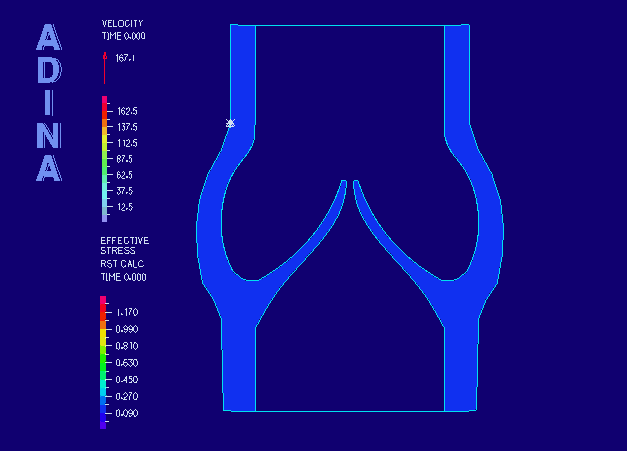 ADINA
VELOCITY
TIME 0.000
167.1
162.5
137.5
112.5
87.5
62.5
37.5
12.5
EFFECTIVE
STRESS
RST CALC
TIME 0.000
1.170
0.990
0.810
0.630
0.450
0.270
0.090